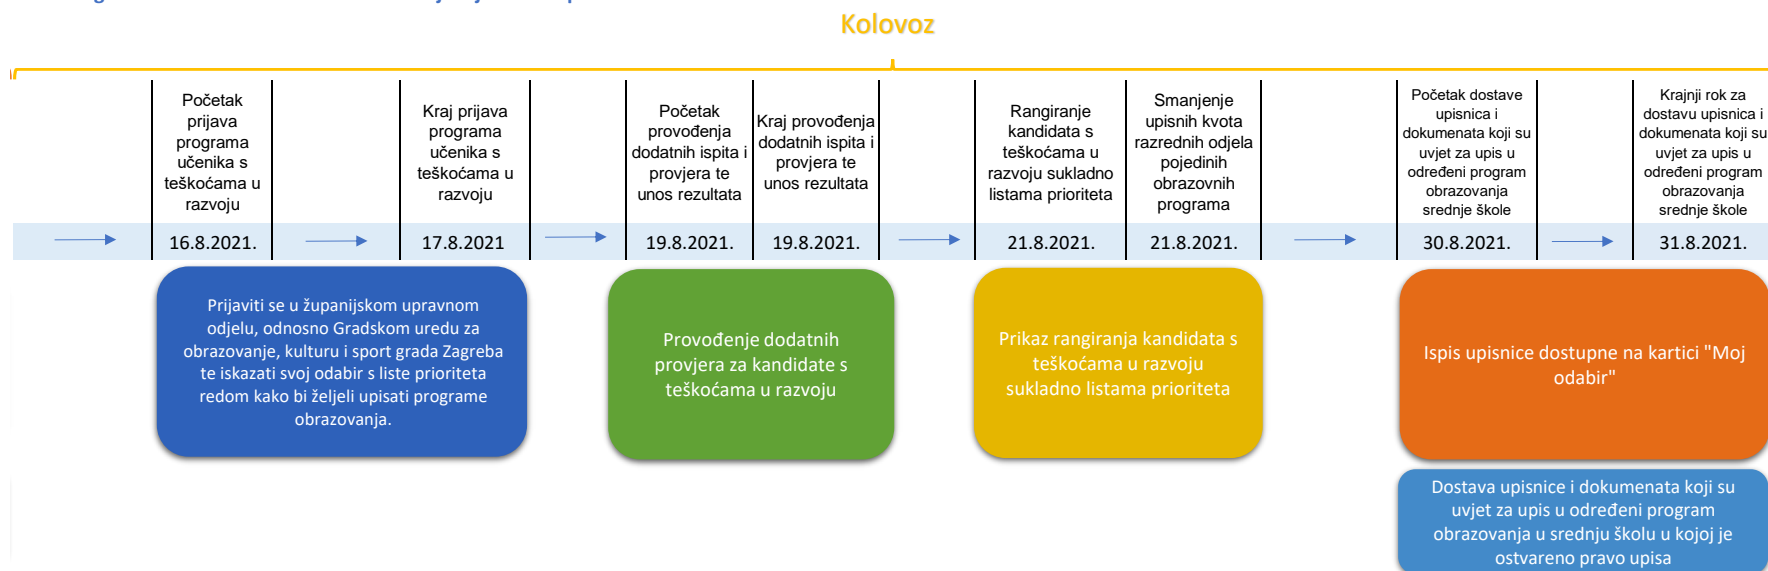 Kolovoz
Početak
prijava
programa
učenika s
teškoćama u
razvoju
Kraj prijava
programa
učenika s
teškoćama u
razvoju
Početak
provođenja
dodatnih ispita i
provjera te
unos rezultata
Kraj provođenja
dodatnih ispita i
provjera te
unos rezultata
Rangiranje
kandidata s
teškoćama u
razvoju sukladno
listama prioriteta
Smanjenje
upisnih kvota
razrednih odjela
pojedinih
obrazovnih
programa
Početak dostave
upisnica i
dokumenata koji su
uvjet za upis u
određeni program
obrazovanja
srednje škole
Krajnji rok za
dostavu upisnica i
dokumenata koji su
uvjet za upis u
određeni program
obrazovanja
srednje škole
16.8.2021.
17.8.2021
19.8.2021.
19.8.2021.
21.8.2021.
21.8.2021.
30.8.2021.
31.8.2021.
Prijaviti se u županijskom upravnom
odjelu, odnosno Gradskom uredu za
obrazovanje, kulturu i sport grada Zagreba
te iskazati svoj odabir s liste prioriteta
redom kako bi željeli upisati programe
obrazovanja.
Provođenje dodatnih
provjera za kandidate s
teškoćama u razvoju
Prikaz rangiranja kandidata s
teškoćama u razvoju
sukladno listama prioriteta
Ispis upisnice dostupne na kartici "Moj
odabir"
Dostava upisnice i dokumenata koji su
uvjet za upis u određeni program
obrazovanja u srednju školu u kojoj je
ostvareno pravo upisa